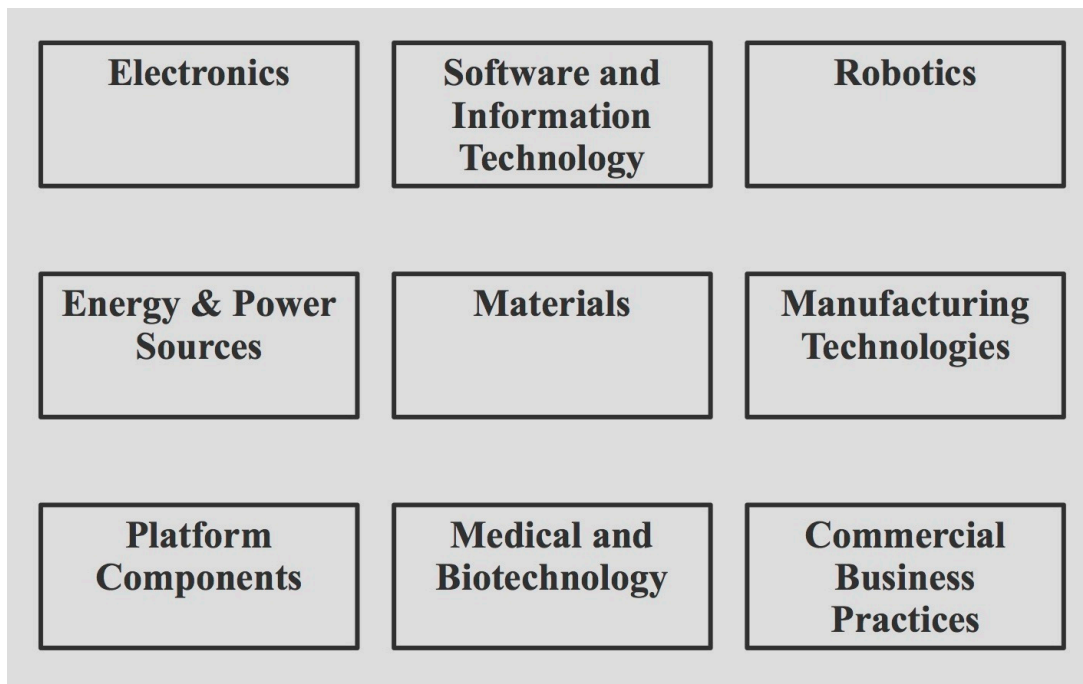 Electronics
Software and
Information
Technology
Robotics
Energy & Power
Sources
Materials
Manufacturing
Technologies
Platform
Components
Medical and
Biotechnology
Commercial
Business
Practices